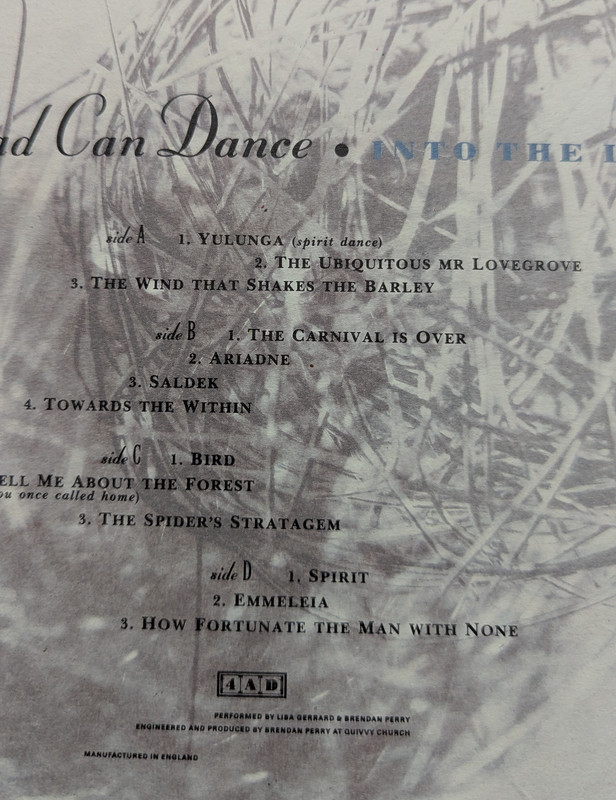 ad Can Dance • INTO THE
side A 1. YULUNGA (spirit dance)
2. THE UBIQUITOUS MR LOVEGROVE
3. THE WIND THAT SHAKES THE BARLEY
side B 1. THE CARNIVAL IS OVER
2. ARIADNE
3. SALDEK
4. TOWARDS THE WITHIN
side C 1. BIRD
ELL ME ABOUT THE FOREST
ou once called home)
3. THE SPIDER'S STRATAGEM
side D 1. SPIRIT
2. EMMELEIA
3. HOW FORTUNATE THE MAN WITH NONE
4AD
PERFORMED BY LISA GERRARD & BRENDAN PERRY
ENGINEERED AND PRODUCED BY BRENDAN PERRY AT QUIVVY CHURCH
MANUFACTURED IN ENGLAND